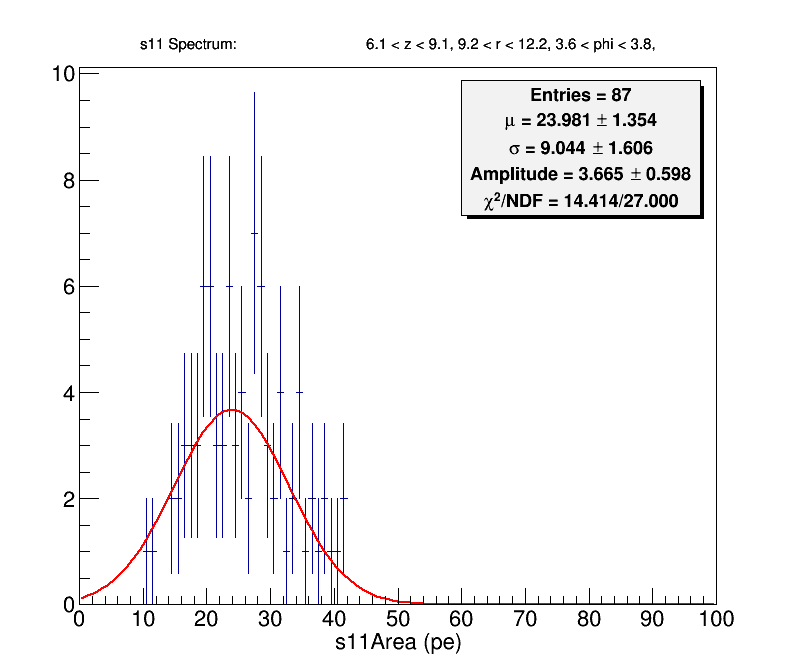 s11 Spectrum: 6.1 < z < 9.1, 9.2 < r < 12.2, 3.6 < phi < 3.8,
Entries = 87
μ = 23.981 ± 1.354
σ = 9.044 ± 1.606
Amplitude = 3.665 ± 0.598
χ²/NDF = 14.414/27.000
10
8
6
4
2
0
0 10 20 30 40 50 60 70 80 90 100
s11Area (pe)